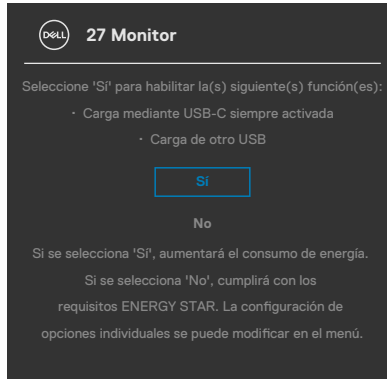 DELL 27 Monitor
Seleccione 'Sí' para habilitar la(s) siguiente(s) función(es):
· Carga mediante USB-C siempre activada
· Carga de otro USB
Sí
No
Si se selecciona 'Sí', aumentará el consumo de energía.
Si se selecciona 'No', cumplirá con los
requisitos ENERGY STAR. La configuración de
opciones individuales se puede modificar en el menú.